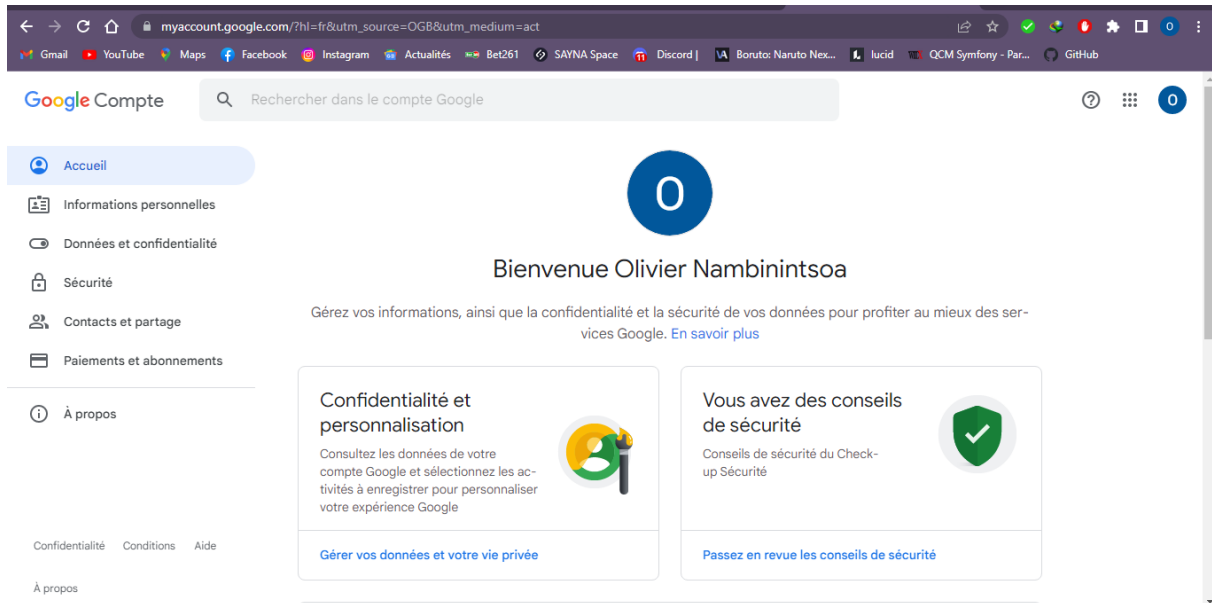 myaccount.google.com/?hl=fr&utm_source=OGB&utm_medium=act
O
Gmail YouTube Maps Facebook Instagram Actualités Bet261 SAYNA Space Discord | Boruto: Naruto Nex... lucid QCM Symfony - Par... GitHub
Google Compte
Rechercher dans le compte Google
O
Accueil
Informations personnelles
Données et confidentialité
Sécurité
Contacts et partage
Paiements et abonnements
À propos
Confidentialité Conditions Aide
À propos
O
Bienvenue Olivier Nambinintsoa
Gérez vos informations, ainsi que la confidentialité et la sécurité de vos données pour profiter au mieux des ser-
vices Google. En savoir plus
Confidentialité et
personnalisation
Consultez les données de votre
compte Google et sélectionnez les ac-
tivités à enregistrer pour personnaliser
votre expérience Google
Gérer vos données et votre vie privée
Vous avez des conseils
de sécurité
Conseils de sécurité du Check-
up Sécurité
Passez en revue les conseils de sécurité